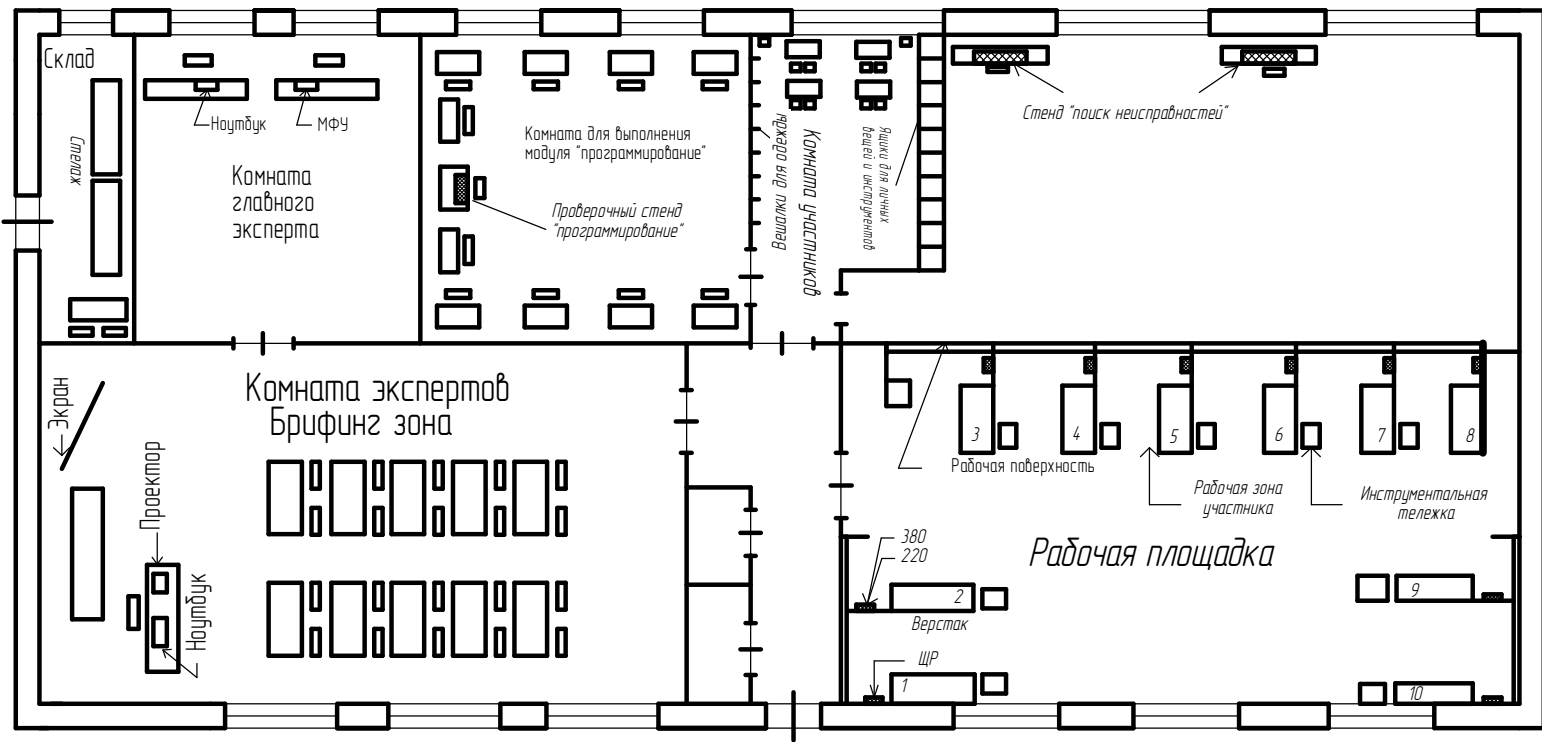 Склад
Стелаж
Ноутбук
МФУ
Комната
главного
эксперта
Комната для выполнения
модуля "программирование"
Проверочный стенд
"программирование"
Вешалки для одежды
Комната участников
Ящики для личных
вещей и инструментов
Стенд "поиск неисправностей"
Экран
Комната экспертов
Брифинг зона
Проектор
Ноутбук
3
4
5
6
7
8
Рабочая поверхность
Рабочая зона
участника
Инструментальная
тележка
380
220
Рабочая площадка
2
Верстак
9
ЩР
1
10